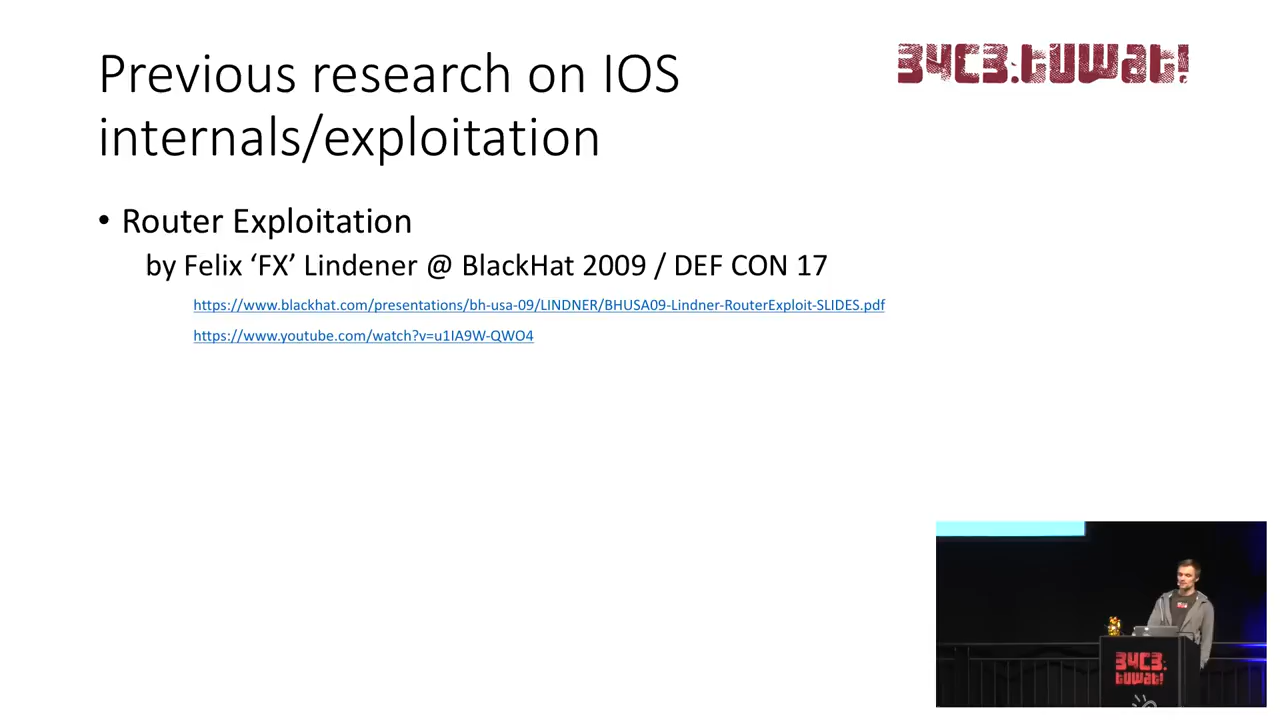 Previous research on IOS
internals/exploitation
34C3.tuwat!
• Router Exploitation
by Felix ‘FX’ Lindener @ BlackHat 2009 / DEF CON 17
https://www.blackhat.com/presentations/bh-usa-09/LINDNER/BHUSA09-Lindner-RouterExploit-SLIDES.pdf
https://www.youtube.com/watch?v=u1IA9W-QWO4
34C3.
tuwat!